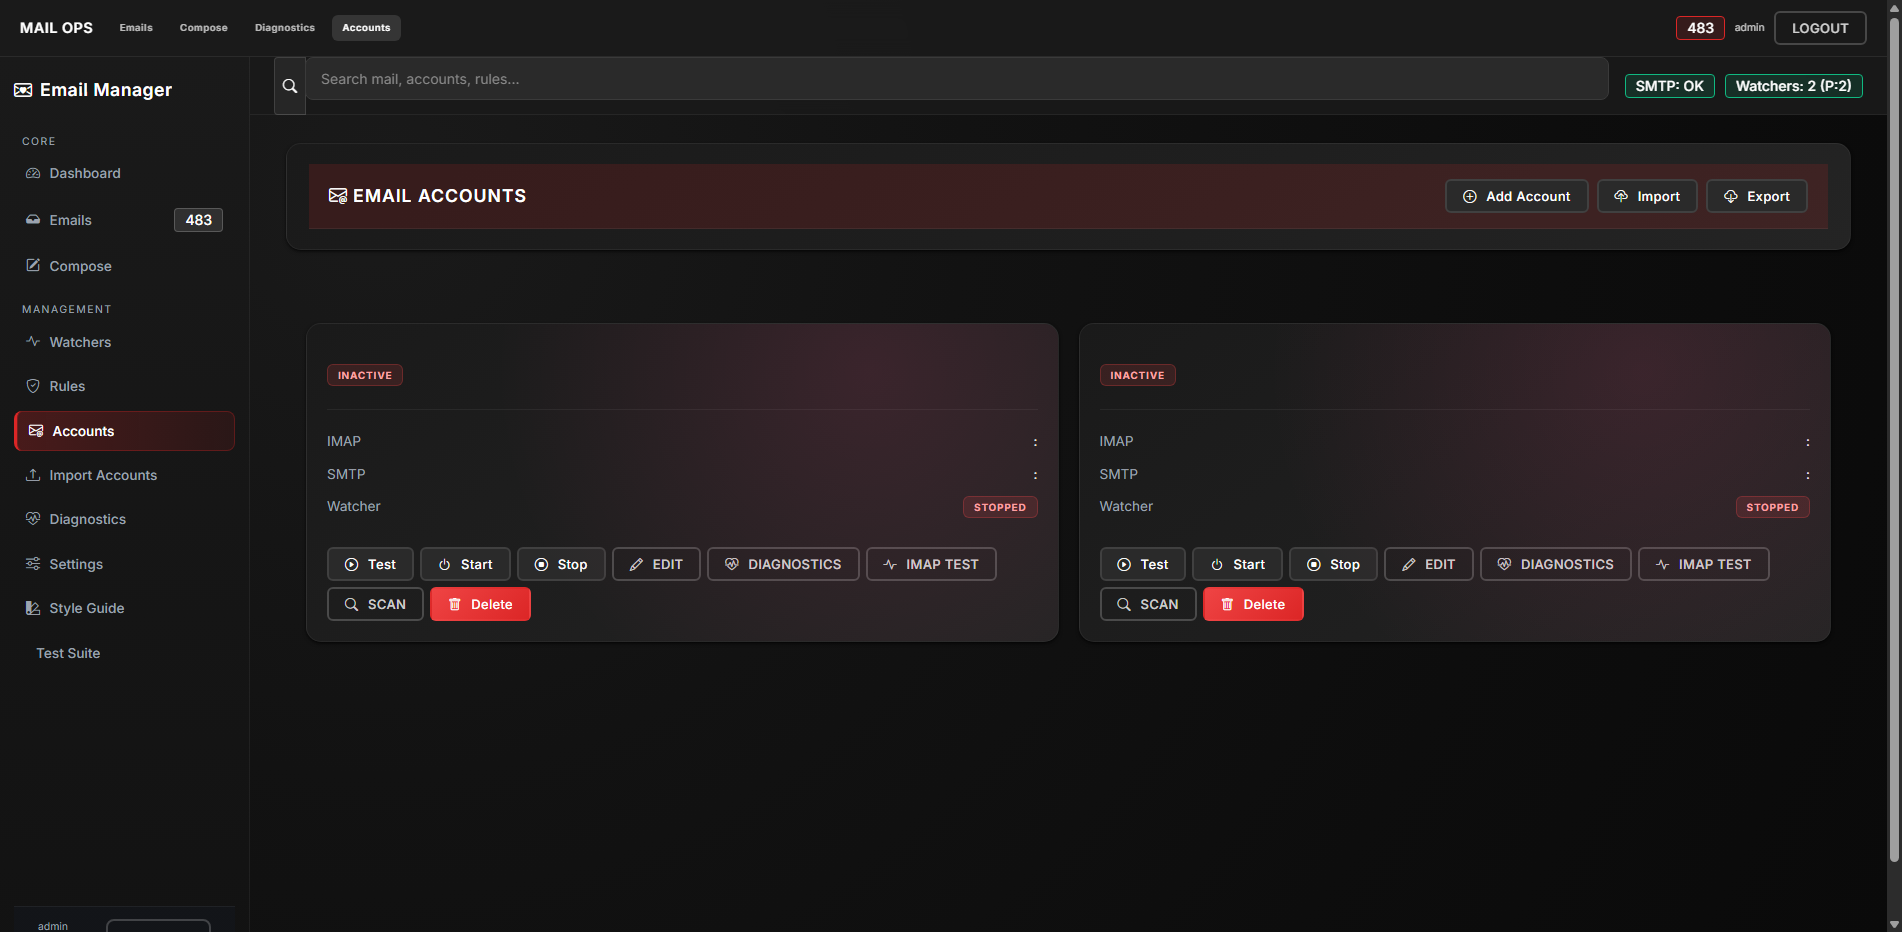 MAIL OPS Emails Compose Diagnostics Accounts 483 admin LOGOUT
Search mail, accounts, rules... SMTP: OK Watchers: 2 (P:2)
Email Manager
CORE
Dashboard
Emails 483
Compose
MANAGEMENT
Watchers
Rules
Accounts
Import Accounts
Diagnostics
Settings
Style Guide
Test Suite
admin
EMAIL ACCOUNTS Add Account Import Export
INACTIVE
IMAP :
SMTP :
Watcher STOPPED
Test Start Stop EDIT DIAGNOSTICS IMAP TEST
SCAN Delete
INACTIVE
IMAP :
SMTP :
Watcher STOPPED
Test Start Stop EDIT DIAGNOSTICS IMAP TEST
SCAN Delete